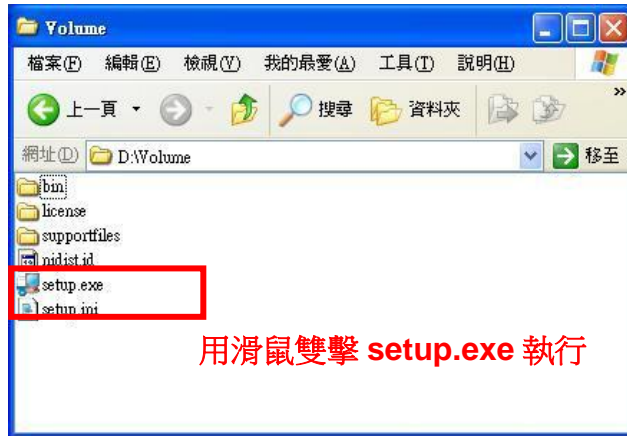 Volume
檔案(F) 編輯(E) 檢視(V) 我的最愛(A) 工具(T) 說明(H)
上一頁 搜尋 資料夾 »
網址(D) D:\Volume 移至
bin
license
supportfiles
nidist.id
setup.exe
setup.ini
用滑鼠雙擊 setup.exe 執行